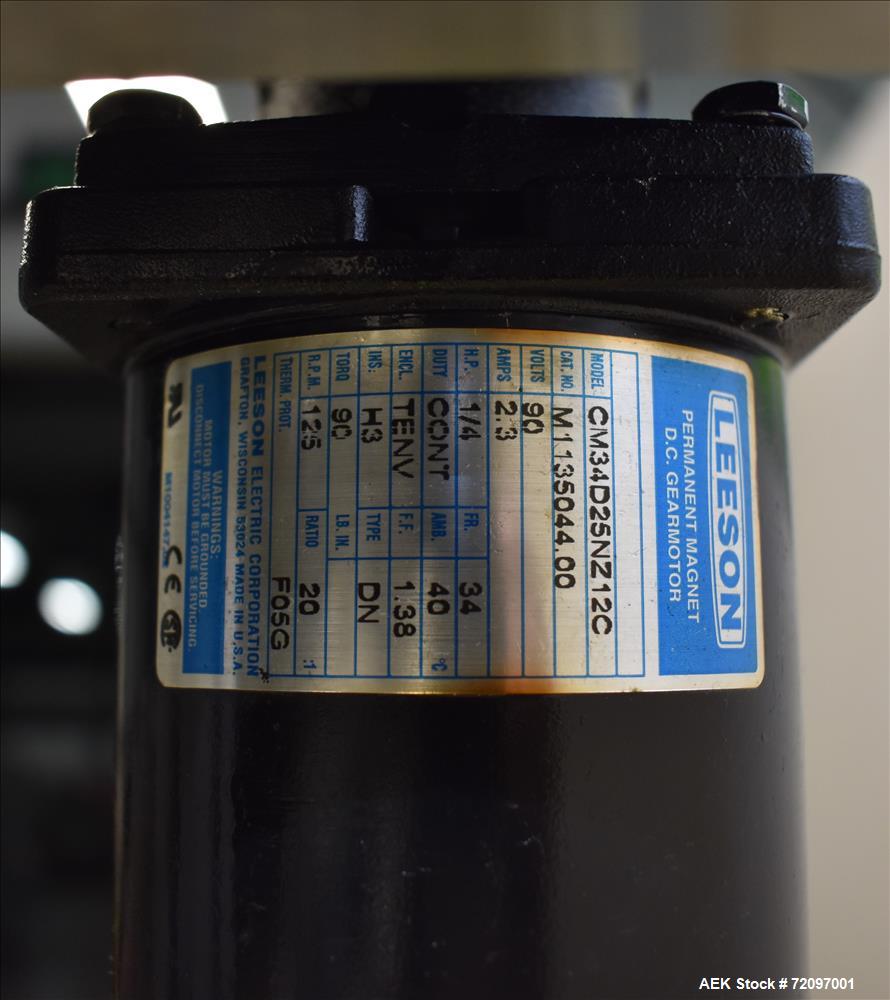 LEESON
PERMANENT MAGNET
D.C. GEARMOTOR
MODEL CM34D25NZ12C
CAT. NO. M1135044.00
VOLTS 90
AMPS 2.3
H.P. 1/4 FR. 34
DUTY CONT AMB. 40 °C
ENCL. TENV F.F. 1.38
INS: H3 TYPE DN
TORQ 90 LB. IN.
R.P.M. 125 RATIO 20 :1
THERM. PROT. F05G
LEESON ELECTRIC CORPORATION
GRAFTON, WISCONSIN 53024 MADE IN U.S.A.
WARNINGS:
MOTOR MUST BE GROUNDED.
DISCONNECT MOTOR BEFORE SERVICING.
CE
AEK Stock # 72097001